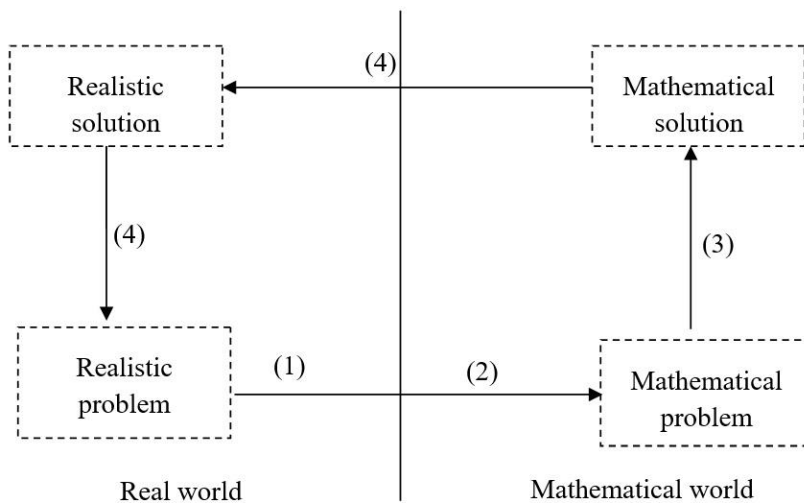 (4)
Realistic
solution
Mathematical
solution
(4)
(3)
Realistic
problem
(1)
(2)
Mathematical
problem
Real world
Mathematical world